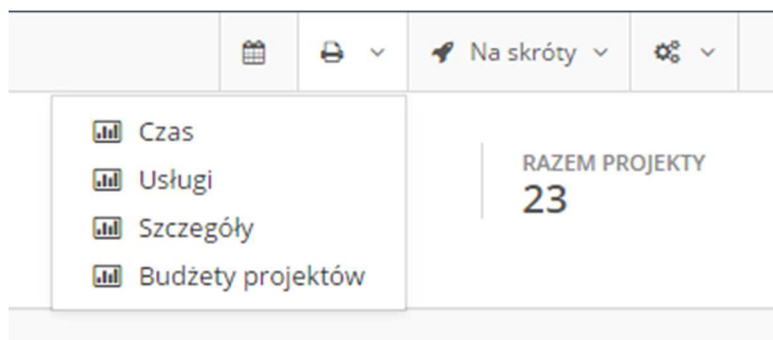 Na skróty
Czas
Usługi
Szczegóły
Budżety projektów
RAZEM PROJEKTY
23